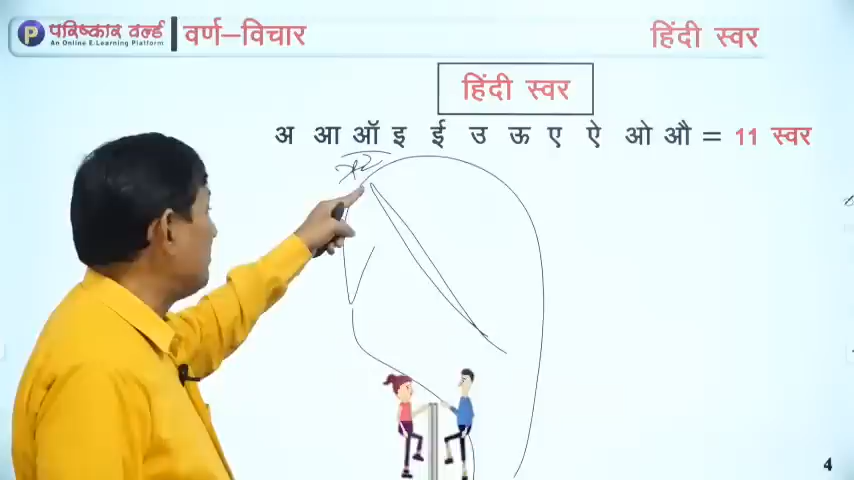 P परिष्कार वर्ल्ड वर्ण–विचार हिंदी स्वर
An Online E-Learning Platform
हिंदी स्वर
अ आ ऑ इ ई उ ऊ ए ऐ ओ औ = 11 स्वर
4